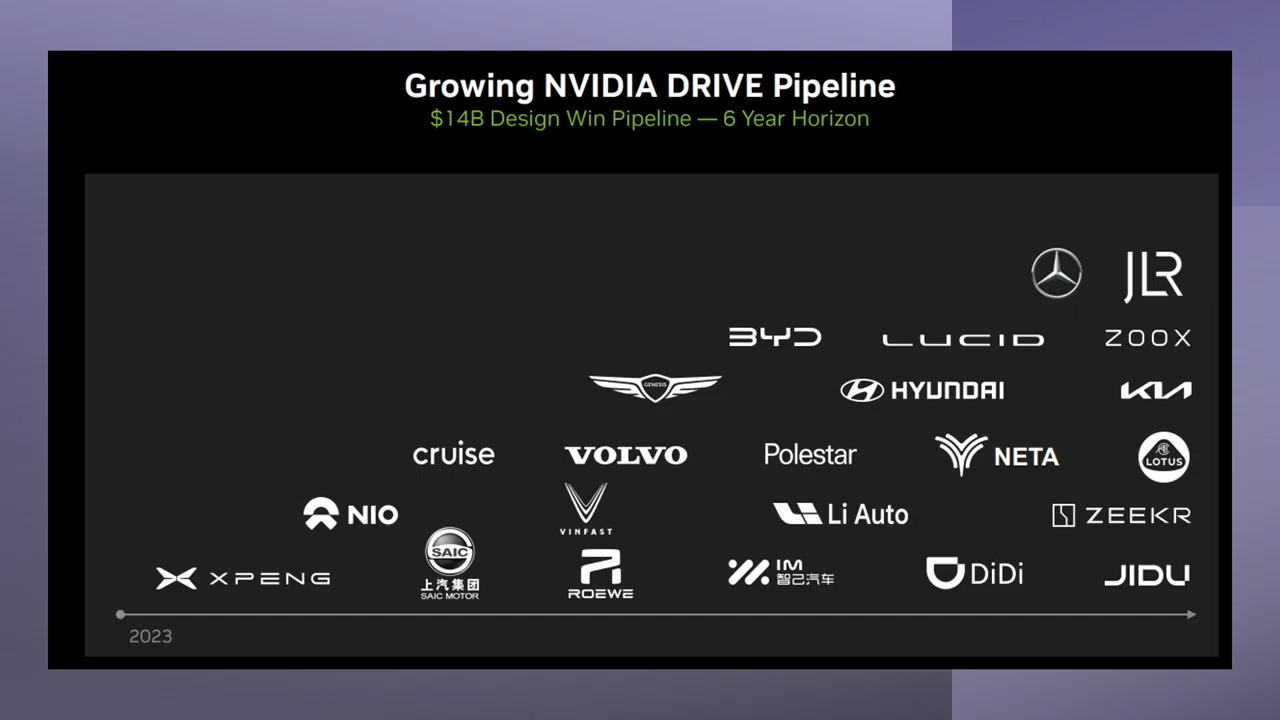 Growing NVIDIA DRIVE Pipeline
$14B Design Win Pipeline — 6 Year Horizon
JLR
BYD LUCID ZOOX
GENESIS HYUNDAI KIA
cruise VOLVO Polestar NETA LOTUS
NIO VINFAST Li Auto ZEEKR
XPENG SAIC 上汽集团 SAIC MOTOR ROEWE IM 智己汽车 DiDi JIDU
2023